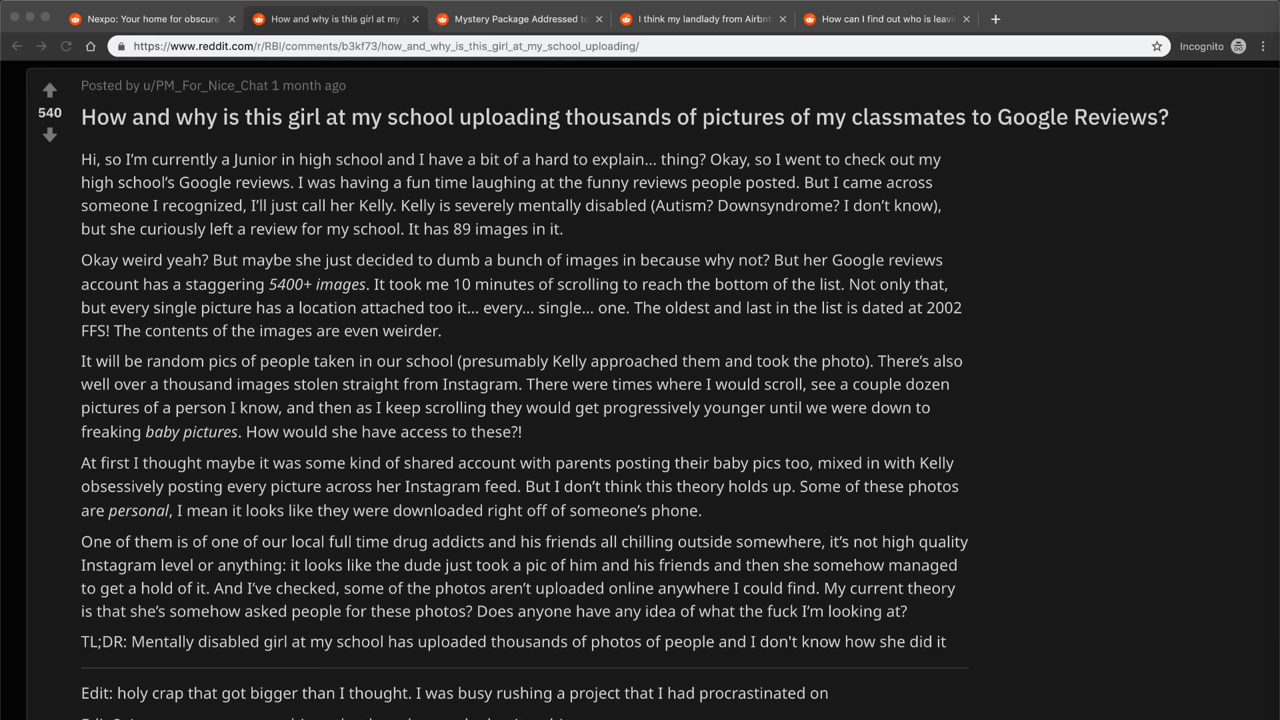 Nexpo: Your home for obscure
How and why is this girl at my
Mystery Package Addressed to
I think my landlady from Airbn
How can I find out who is leavi
https://www.reddit.com/r/RBI/comments/b3kf73/how_and_why_is_this_girl_at_my_school_uploading/
Incognito
Posted by u/PM_For_Nice_Chat 1 month ago
540
How and why is this girl at my school uploading thousands of pictures of my classmates to Google Reviews?
Hi, so I'm currently a Junior in high school and I have a bit of a hard to explain... thing? Okay, so I went to check out my
high school's Google reviews. I was having a fun time laughing at the funny reviews people posted. But I came across
someone I recognized, I'll just call her Kelly. Kelly is severely mentally disabled (Autism? Downsyndrome? I don't know),
but she curiously left a review for my school. It has 89 images in it.
Okay weird yeah? But maybe she just decided to dumb a bunch of images in because why not? But her Google reviews
account has a staggering 5400+ images. It took me 10 minutes of scrolling to reach the bottom of the list. Not only that,
but every single picture has a location attached too it... every... single... one. The oldest and last in the list is dated at 2002
FFS! The contents of the images are even weirder.
It will be random pics of people taken in our school (presumably Kelly approached them and took the photo). There's also
well over a thousand images stolen straight from Instagram. There were times where I would scroll, see a couple dozen
pictures of a person I know, and then as I keep scrolling they would get progressively younger until we were down to
freaking baby pictures. How would she have access to these?!
At first I thought maybe it was some kind of shared account with parents posting their baby pics too, mixed in with Kelly
obsessively posting every picture across her Instagram feed. But I don't think this theory holds up. Some of these photos
are personal, I mean it looks like they were downloaded right off of someone's phone.
One of them is of one of our local full time drug addicts and his friends all chilling outside somewhere, it's not high quality
Instagram level or anything: it looks like the dude just took a pic of him and his friends and then she somehow managed
to get a hold of it. And I've checked, some of the photos aren't uploaded online anywhere I could find. My current theory
is that she's somehow asked people for these photos? Does anyone have any idea of what the fuck I'm looking at?
TL;DR: Mentally disabled girl at my school has uploaded thousands of photos of people and I don't know how she did it
Edit: holy crap that got bigger than I thought. I was busy rushing a project that I had procrastinated on